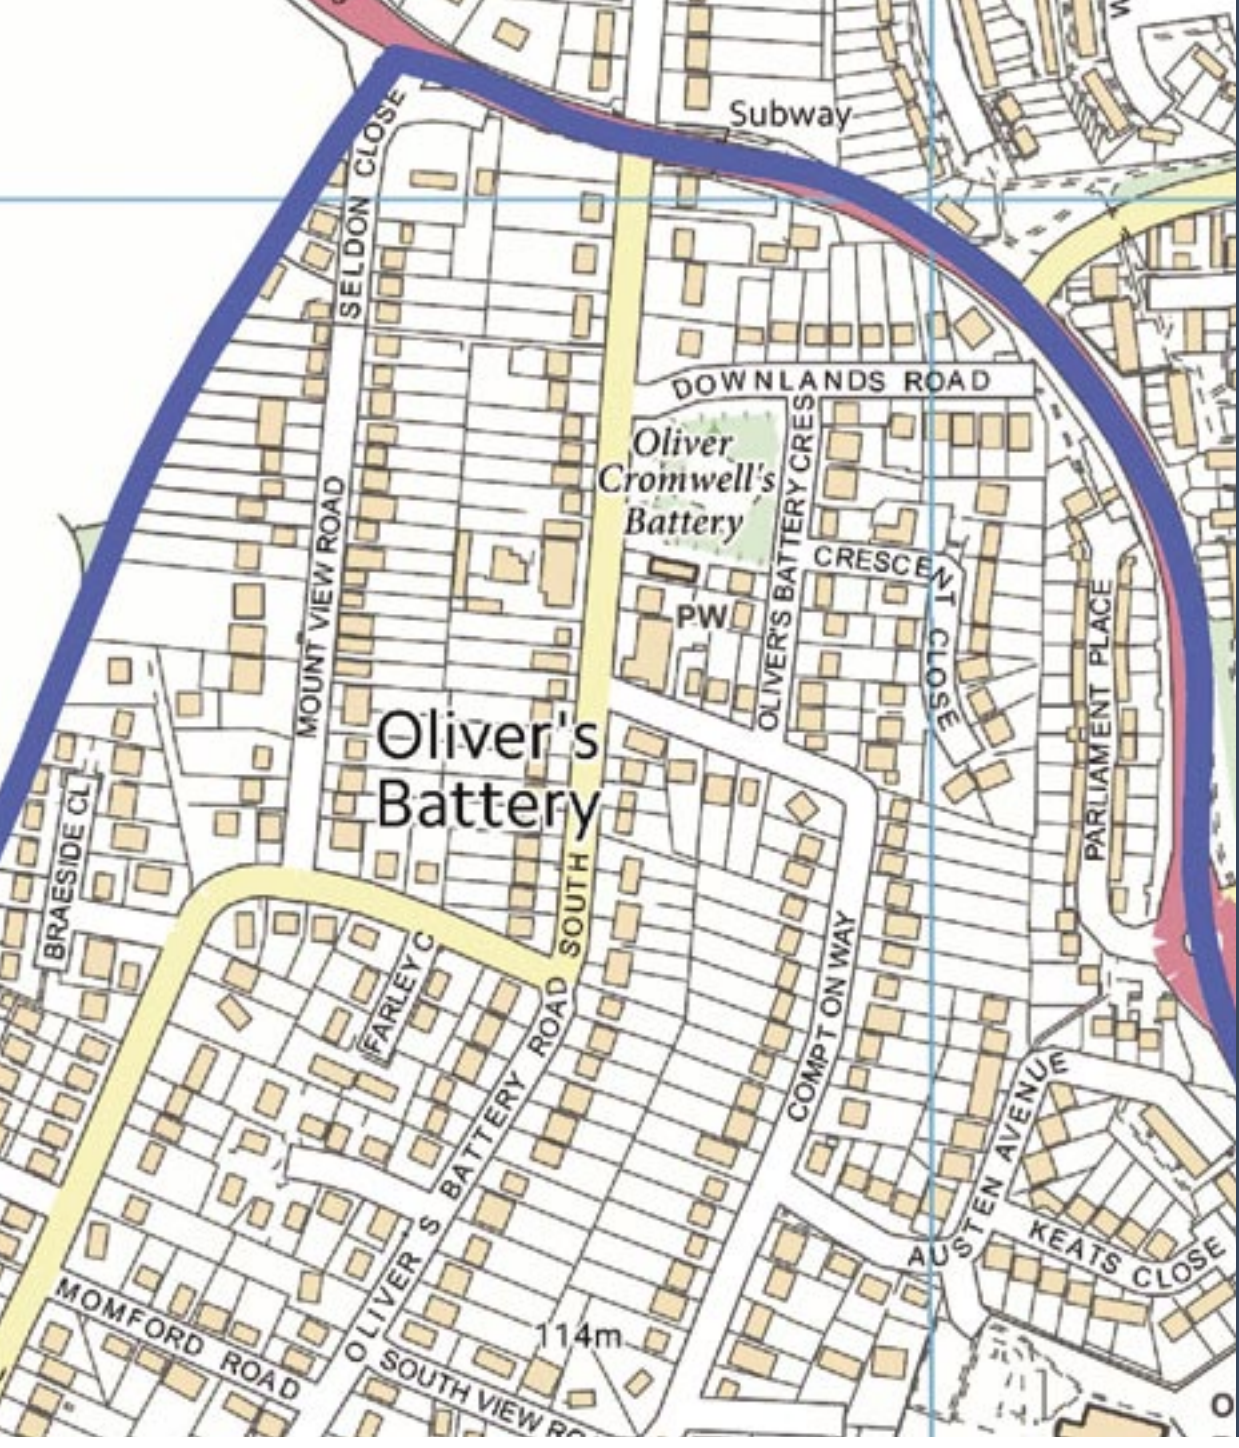 Subway
SELDON CLOSE
DOWNLANDS ROAD
Oliver
Cromwell's
Battery
OLIVER'S BATTERY CRES
CRESCENT CLOSE
MOUNT VIEW ROAD
PW
PARLIAMENT PLACE
Oliver's
Battery
BRAESIDE CL
FARLEY C
OLIVER S BATTERY ROAD SOUTH
COMPTON WAY
AUSTEN AVENUE
KEATS CLOSE
MOMFORD ROAD
114m
SOUTH VIEW RO
O